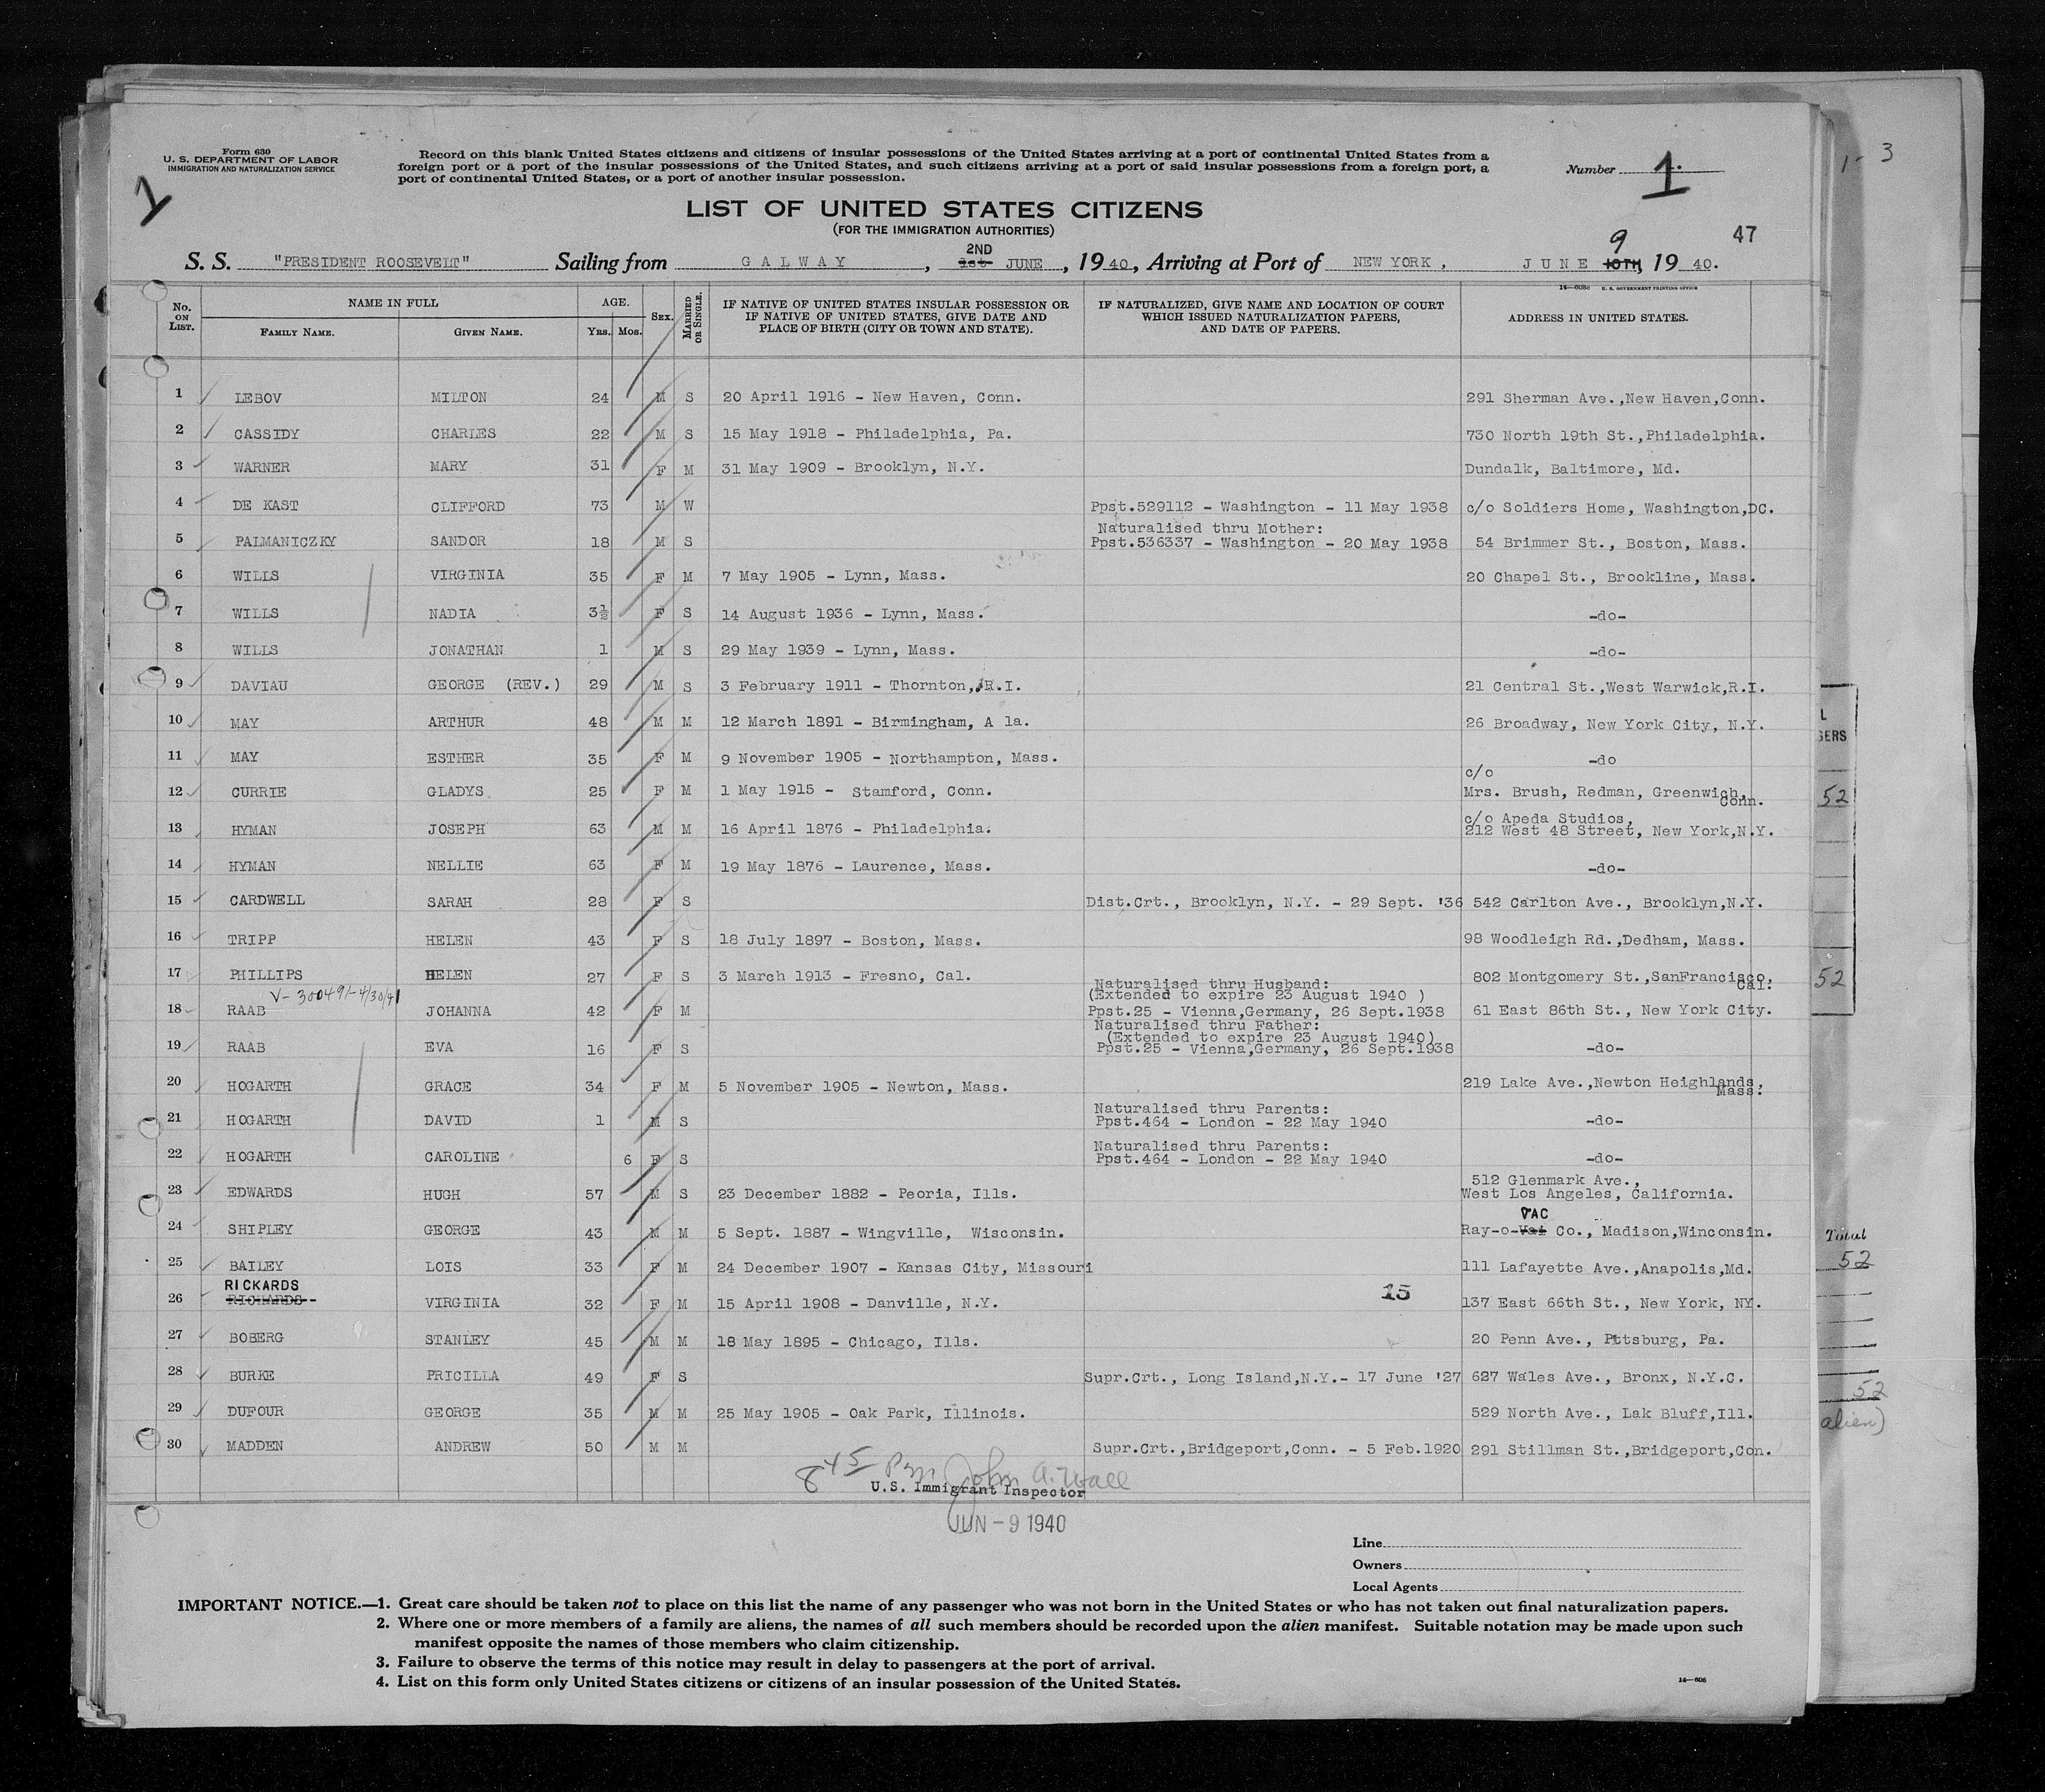 Form 630
U. S. DEPARTMENT OF LABOR
IMMIGRATION AND NATURALIZATION SERVICE
1
Record on this blank United States citizens and citizens of insular possessions of the United States arriving at a port of continental United States from a
foreign port or a port of the insular possessions of the United States, and such citizens arriving at a port of said insular possessions from a foreign port, a
port of continental United States, or a port of another insular possession.
Number 1
1 - 3
LIST OF UNITED STATES CITIZENS
(FOR THE IMMIGRATION AUTHORITIES)
47
S. S. "PRESIDENT ROOSEVELT" Sailing from GALWAY, 2ND 1st JUNE, 1940, Arriving at Port of NEW YORK, JUNE 9 10TH, 1940.
14—608c U. S. GOVERNMENT PRINTING OFFICE
No. ON LIST. NAME IN FULL FAMILY NAME. GIVEN NAME. AGE. Yrs. Mos. SEX. MARRIED OR SINGLE. IF NATIVE OF UNITED STATES INSULAR POSSESSION OR IF NATIVE OF UNITED STATES, GIVE DATE AND PLACE OF BIRTH (CITY OR TOWN AND STATE). IF NATURALIZED, GIVE NAME AND LOCATION OF COURT WHICH ISSUED NATURALIZATION PAPERS, AND DATE OF PAPERS. ADDRESS IN UNITED STATES.
1 LEBOV MILTON 24 M S 20 April 1916 - New Haven, Conn. 291 Sherman Ave.,New Haven,Conn.
2 CASSIDY CHARLES 22 M S 15 May 1918 - Philadelphia, Pa. 730 North 19th St.,Philadelphia.
3 WARNER MARY 31 F M 31 May 1909 - Brooklyn, N.Y. Dundalk, Baltimore, Md.
4 DE KAST CLIFFORD 73 M W Ppst.529112 - Washington - 11 May 1938 c/o Soldiers Home, Washington,DC.
Naturalised thru Mother:
5 PALMANICZKY SANDOR 18 M S Ppst.536337 - Washington - 20 May 1938 54 Brimmer St., Boston, Mass.
6 WILLS VIRGINIA 35 F M 7 May 1905 - Lynn, Mass. 20 Chapel St., Brookline, Mass.
7 WILLS NADIA 3½ F S 14 August 1936 - Lynn, Mass. -do-
8 WILLS JONATHAN 1 M S 29 May 1939 - Lynn, Mass. -do-
9 DAVIAU GEORGE (REV.) 29 M S 3 February 1911 - Thornton, R.I. 21 Central St.,West Warwick,R.I.
10 MAY ARTHUR 48 M M 12 March 1891 - Birmingham, A la. 26 Broadway, New York City, N.Y.
11 MAY ESTHER 35 F M 9 November 1905 - Northampton, Mass. -do
c/o
12 CURRIE GLADYS 25 F M 1 May 1915 - Stamford, Conn. Mrs. Brush, Redman, Greenwich, Conn.
c/o Apeda Studios,
13 HYMAN JOSEPH 63 M M 16 April 1876 - Philadelphia. 212 West 48 Street, New York,N.Y.
14 HYMAN NELLIE 63 F M 19 May 1876 - Laurence, Mass. -do-
15 CARDWELL SARAH 28 F S Dist.Crt., Brooklyn, N.Y. - 29 Sept. '36 542 Carlton Ave., Brooklyn,N.Y.
16 TRIPP HELEN 43 F S 18 July 1897 - Boston, Mass. 98 Woodleigh Rd.,Dedham, Mass.
17 PHILLIPS HELEN 27 F S 3 March 1913 - Fresno, Cal. 802 Montgomery St.,SanFrancisco, Cal.
V-300491-4/30/41 Naturalised thru Husband:
(Extended to expire 23 August 1940 )
18 RAAB JOHANNA 42 F M Ppst.25 - Vienna,Germany, 26 Sept.1938 61 East 86th St., New York City.
Naturalised thru Father:
(Extended to expire 23 August 1940)
19 RAAB EVA 16 F S Ppst.25 - Vienna,Germany, 26 Sept.1938 -do-
20 HOGARTH GRACE 34 F M 5 November 1905 - Newton, Mass. 219 Lake Ave.,Newton Heighlands, Mass.
Naturalised thru Parents:
21 HOGARTH DAVID 1 M S Ppst.464 - London - 22 May 1940 -do-
Naturalised thru Parents:
22 HOGARTH CAROLINE 6 F S Ppst.464 - London - 22 May 1940 -do-
512 Glenmark Ave.,
23 EDWARDS HUGH 57 M S 23 December 1882 - Peoria, Ills. West Los Angeles, California.
VAC
24 SHIPLEY GEORGE 43 M M 5 Sept. 1887 - Wingville, Wisconsin. Ray-o-Vai Co., Madison,Winconsin.
25 BAILEY LOIS 33 F M 24 December 1907 - Kansas City, Missouri 111 Lafayette Ave.,Anapolis,Md.
RICKARDS
26 RICHARDS VIRGINIA 32 F M 15 April 1908 - Danville, N.Y. 15 137 East 66th St., New York, NY.
27 BOBERG STANLEY 45 M M 18 May 1895 - Chicago, Ills. 20 Penn Ave., Pttsburg, Pa.
28 BURKE PRICILLA 49 F S Supr.Crt., Long Island,N.Y.- 17 June '27 627 Wales Ave., Bronx, N.Y.C.
29 DUFOUR GEORGE 35 M M 25 May 1905 - Oak Park, Illinois. 529 North Ave., Lak Bluff,Ill.
30 MADDEN ANDREW 50 M M Supr.Crt.,Bridgeport,Conn. - 5 Feb.1920 291 Stillman St.,Bridgeport,Con.
8 45 Pm John A. Wall
U.S. Immigrant Inspector
JUN - 9 1940
Line
Owners
Local Agents
IMPORTANT NOTICE.—1. Great care should be taken not to place on this list the name of any passenger who was not born in the United States or who has not taken out final naturalization papers.
2. Where one or more members of a family are aliens, the names of all such members should be recorded upon the alien manifest. Suitable notation may be made upon such
manifest opposite the names of those members who claim citizenship.
3. Failure to observe the terms of this notice may result in delay to passengers at the port of arrival.
4. List on this form only United States citizens or citizens of an insular possession of the United States.
14—608
L
GERS
52
52
Total
52
52
alien)